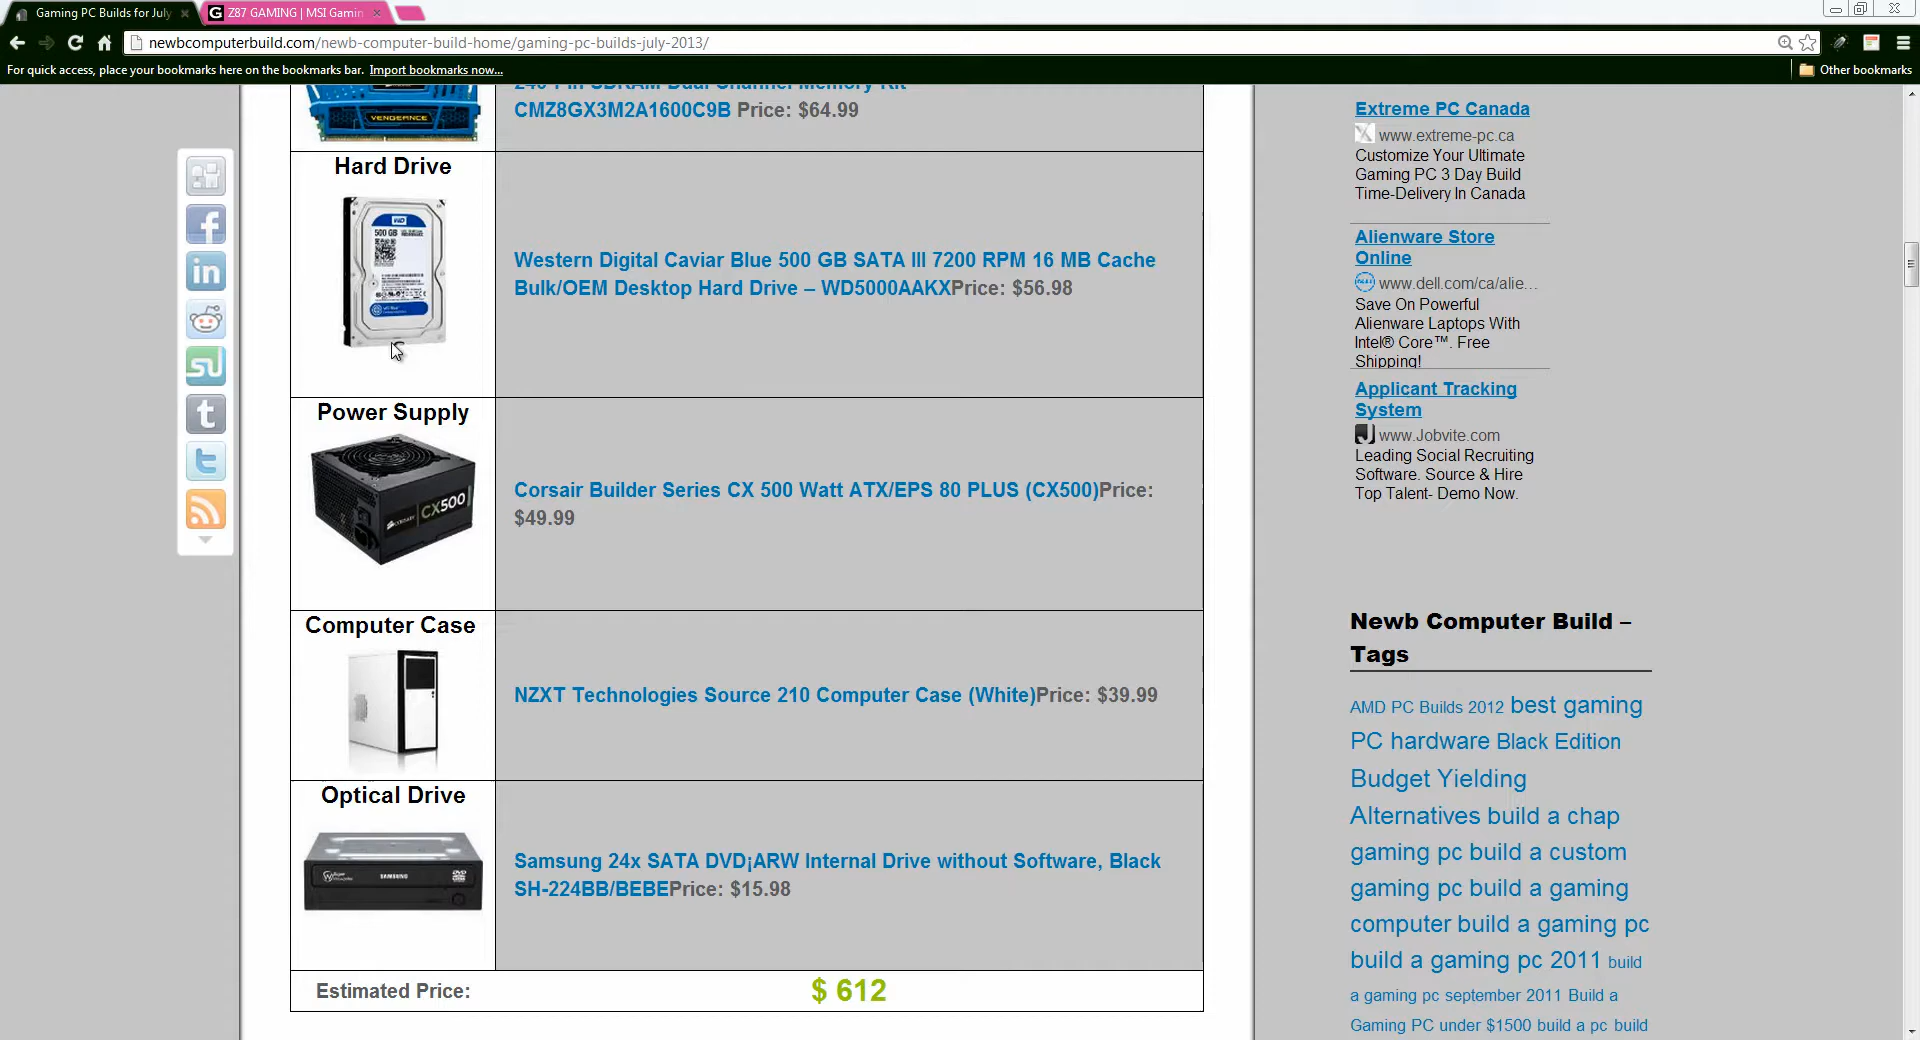 Gaming PC Builds for July
Z87 GAMING | MSI Gamin
newbcomputerbuild.com/newb-computer-build-home/gaming-pc-builds-july-2013/
For quick access, place your bookmarks here on the bookmarks bar. Import bookmarks now...
Other bookmarks
VENGEANCE
CMZ8GX3M2A1600C9B Price: $64.99
Hard Drive
WD
500 GB
Western Digital Caviar Blue 500 GB SATA III 7200 RPM 16 MB Cache
Bulk/OEM Desktop Hard Drive – WD5000AAKXPrice: $56.98
Power Supply
CORSAIR CX500
Corsair Builder Series CX 500 Watt ATX/EPS 80 PLUS (CX500)Price:
$49.99
Computer Case
NZXT Technologies Source 210 Computer Case (White)Price: $39.99
Optical Drive
SAMSUNG
Samsung 24x SATA DVD¡ARW Internal Drive without Software, Black
SH-224BB/BEBEPrice: $15.98
Estimated Price:
$ 612
Extreme PC Canada
www.extreme-pc.ca
Customize Your Ultimate
Gaming PC 3 Day Build
Time-Delivery In Canada
Alienware Store
Online
www.dell.com/ca/alie...
Save On Powerful
Alienware Laptops With
Intel® Core™. Free
Shipping!
Applicant Tracking
System
www.Jobvite.com
Leading Social Recruiting
Software. Source & Hire
Top Talent- Demo Now.
Newb Computer Build –
Tags
AMD PC Builds 2012 best gaming
PC hardware Black Edition
Budget Yielding
Alternatives build a chap
gaming pc build a custom
gaming pc build a gaming
computer build a gaming pc
build a gaming pc 2011 build
a gaming pc september 2011 Build a
Gaming PC under $1500 build a pc build